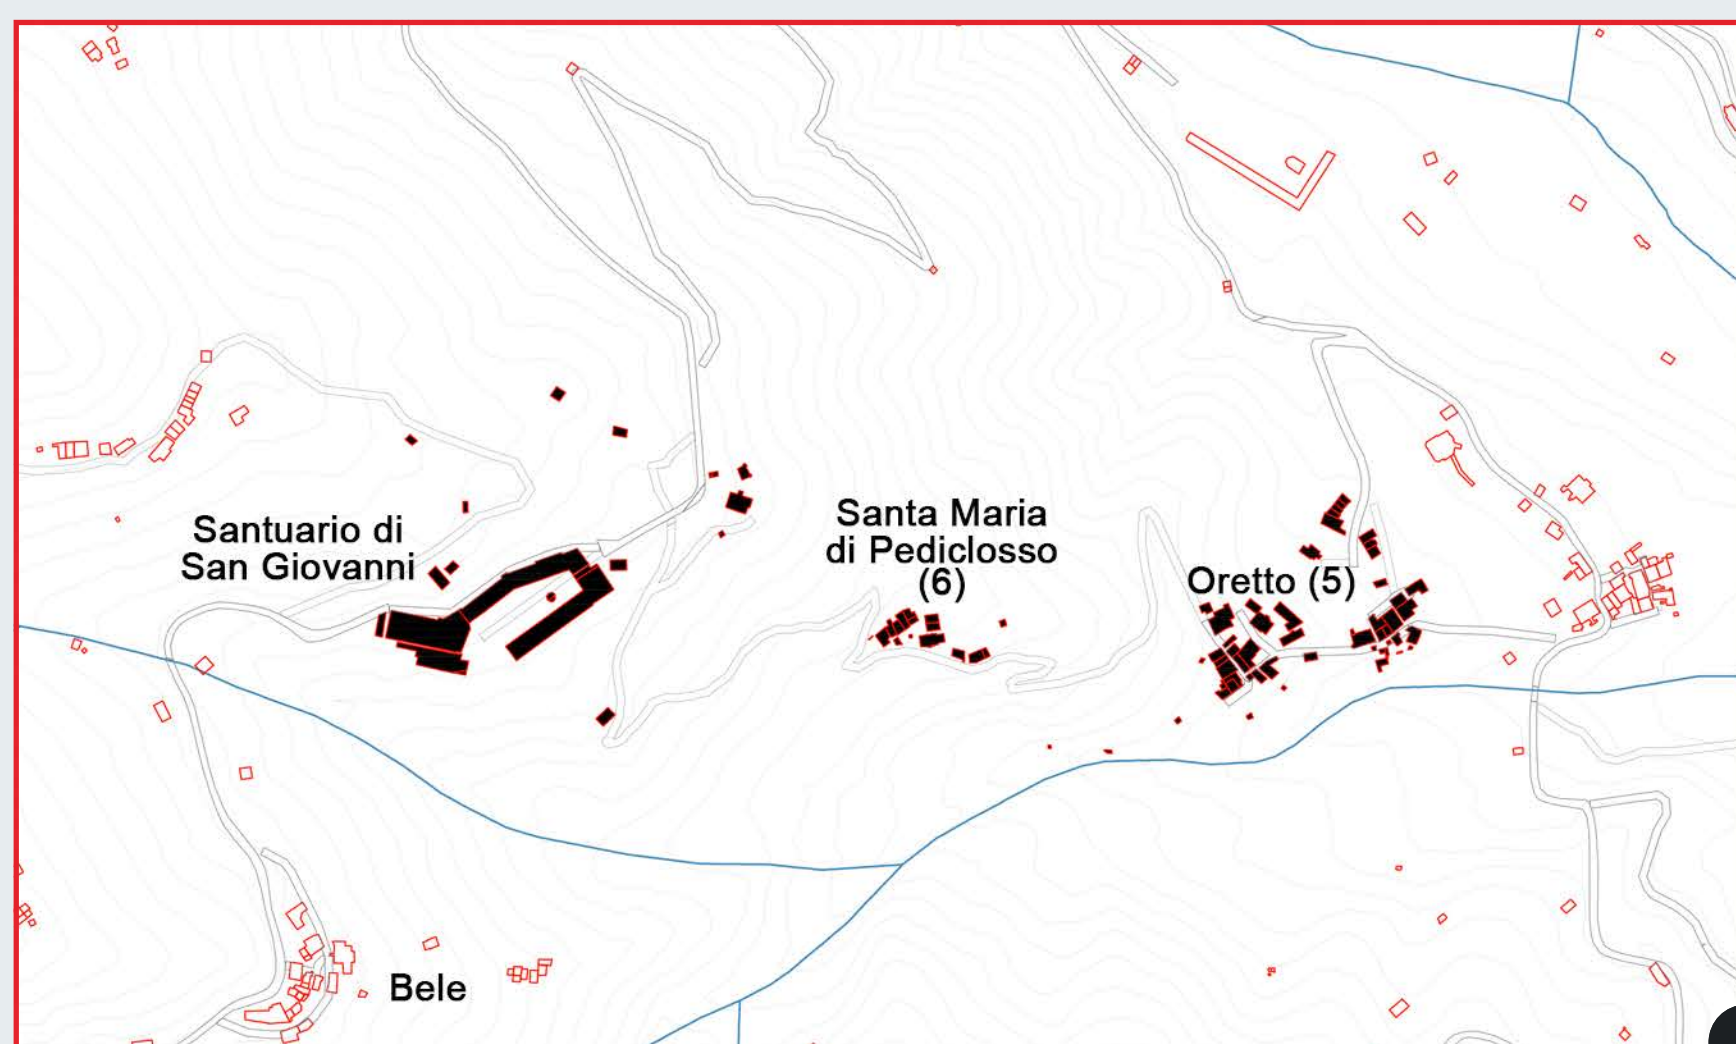 Santuario di
San Giovanni
Santa Maria
di Pediclosso
(6)
Oretto (5)
Bele